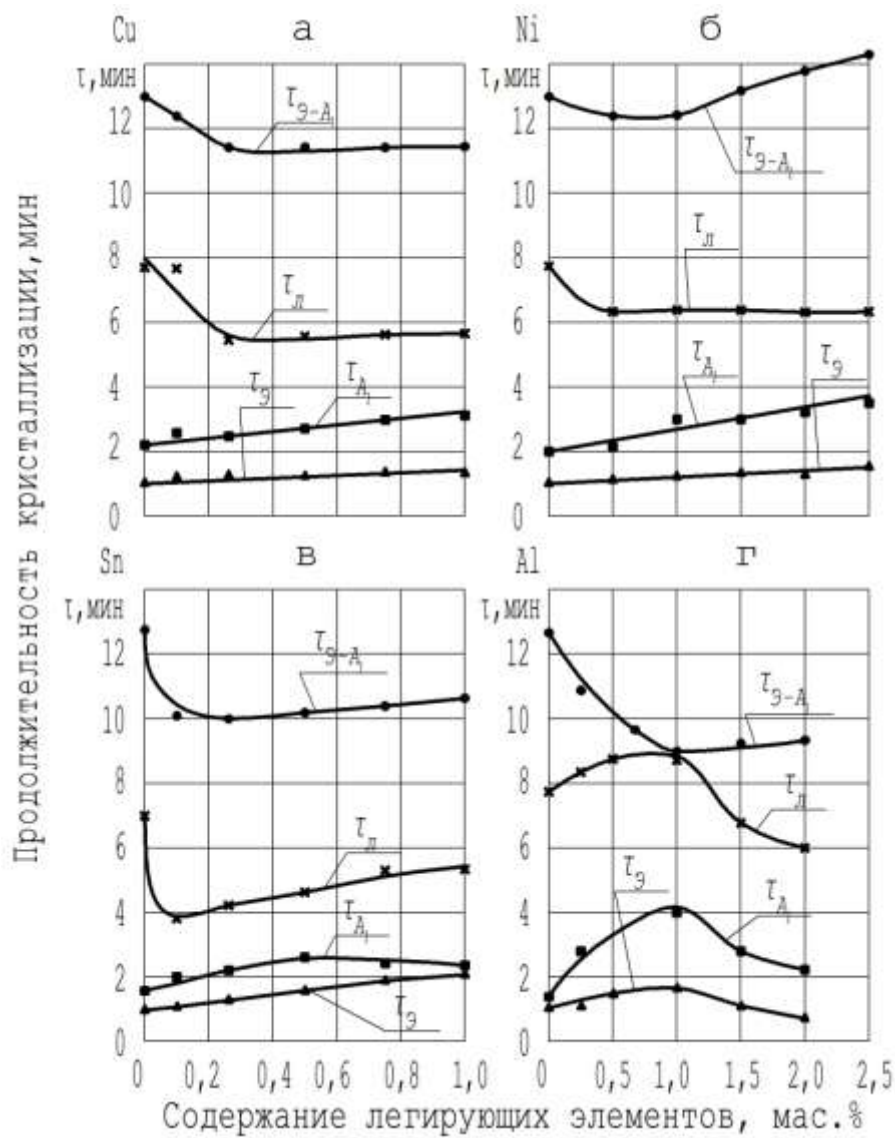 Cu а Ni б
τ,мин
12
10
8
6
4
2
0
τЭ-А₁
τЛ
τЭ
τА₁
τ,мин
12
10
8
6
4
2
0
τЭ-А₁
τЛ
τА₁
τЭ
Sn в Al г
τ,мин
12
10
8
6
4
2
0
τЭ-А₁
τЛ
τА₁
τЭ
τ,мин
12
10
8
6
4
2
0
τЭ-А₁
τЛ
τЭ
τА₁
0 0,2 0,4 0,6 0,8 1,0
0 0,5 1,0 1,5 2,0 2,5
Продолжительность кристаллизации,мин
Содержание легирующих элементов, мас.%